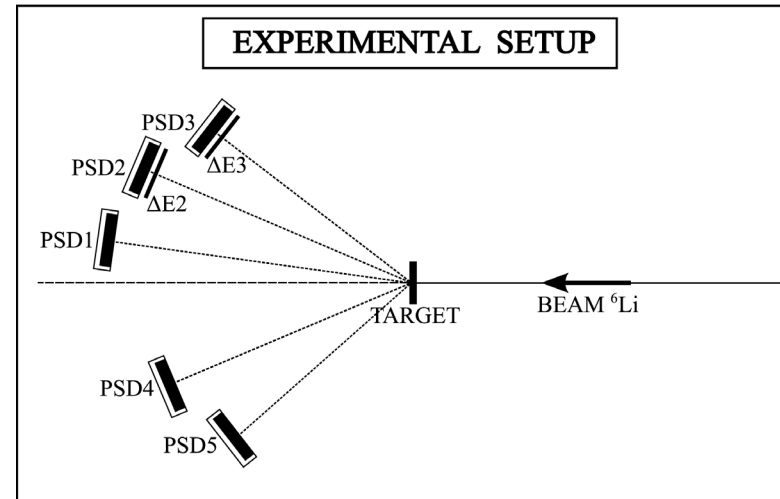 EXPERIMENTAL SETUP
PSD3
ΔE3
PSD2
ΔE2
PSD1
TARGET
BEAM ⁶Li
PSD4
PSD5